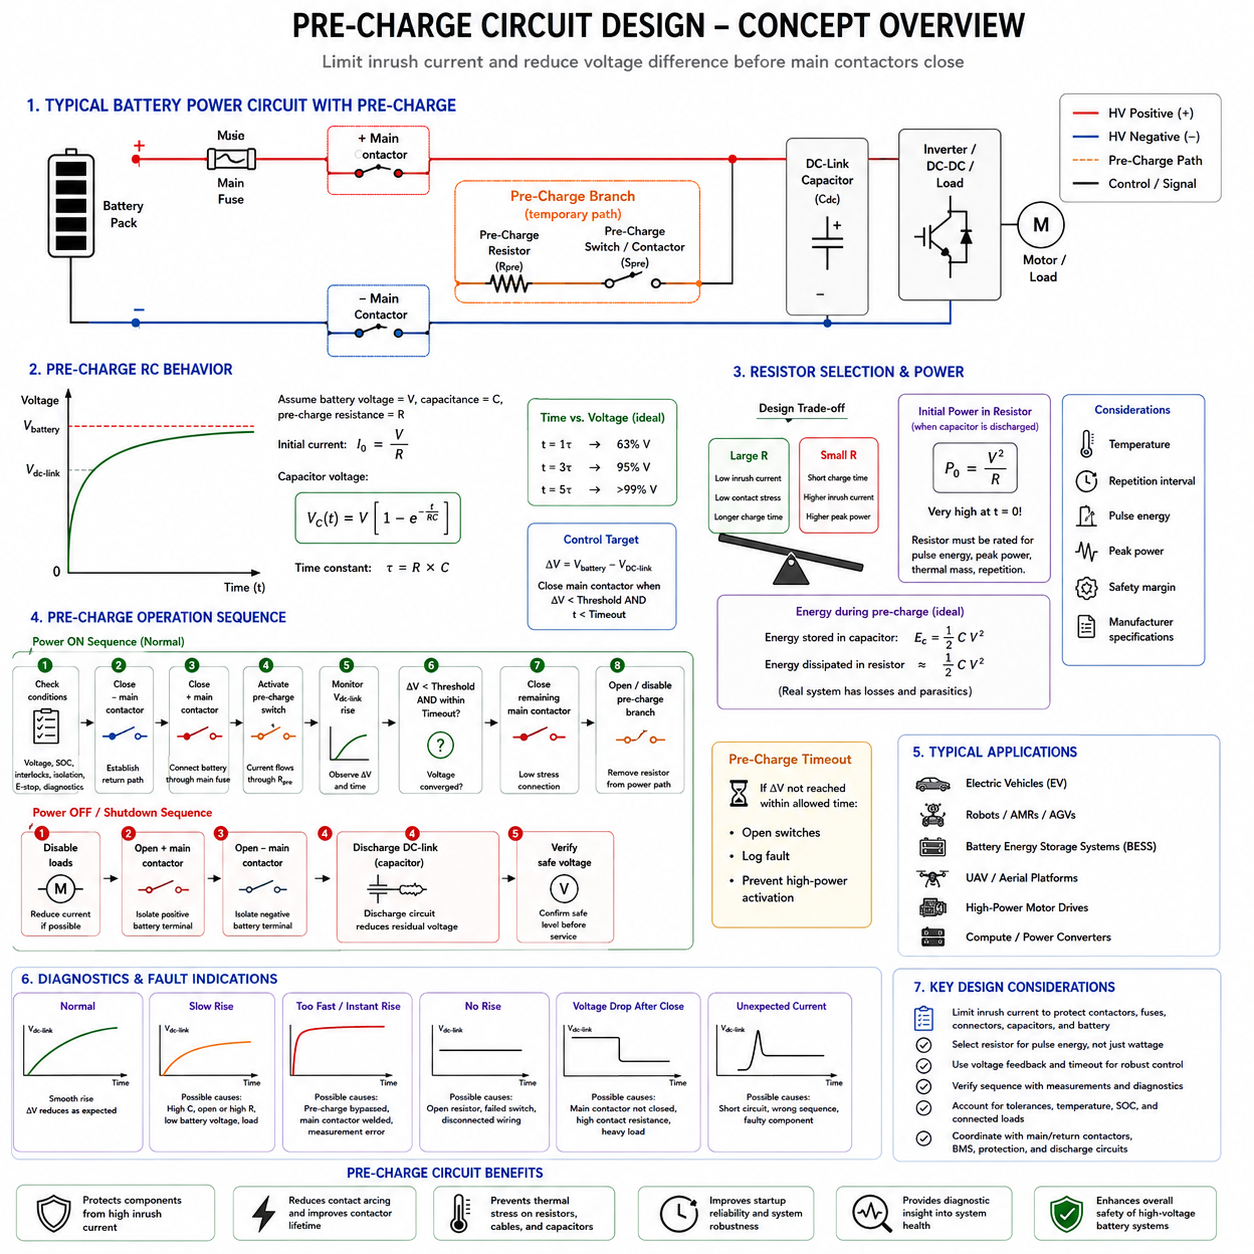 PRE-CHARGE CIRCUIT DESIGN – CONCEPT OVERVIEW
Limit inrush current and reduce voltage difference before main contactors close
1. TYPICAL BATTERY POWER CIRCUIT WITH PRE-CHARGE
HV Positive (+)
HV Negative (−)
Pre-Charge Path
Control / Signal
Battery
Pack
+
−
Main
Fuse
+ Main
ontactor
− Main
Contactor
Pre-Charge Branch
(temporary path)
Pre-Charge
Resistor
(Rpre)
Pre-Charge
Switch / Contactor
(Spre)
DC-Link
Capacitor
(Cdc)
+
−
Inverter /
DC-DC /
Load
M
Motor /
Load
2. PRE-CHARGE RC BEHAVIOR
Voltage
Vbattery
Vdc-link
0
Time (t)
Assume battery voltage = V, capacitance = C,
pre-charge resistance = R
Initial current: I0 = V / R
Capacitor voltage:
VC(t) = V [ 1 − e^−t/RC ]
Time constant: τ = R × C
Time vs. Voltage (ideal)
t = 1τ → 63% V
t = 3τ → 95% V
t = 5τ → >99% V
Control Target
ΔV = Vbattery − VDC-link
Close main contactor when
ΔV < Threshold AND
t < Timeout
3. RESISTOR SELECTION & POWER
Design Trade-off
Large R
Low inrush current
Low contact stress
Longer charge time
Small R
Short charge time
Higher inrush current
Higher peak power
Initial Power in Resistor
(when capacitor is discharged)
P0 = V² / R
Very high at t = 0!
Resistor must be rated for
pulse energy, peak power,
thermal mass, repetition.
Considerations
Temperature
Repetition interval
Pulse energy
Peak power
Safety margin
Manufacturer
specifications
Energy during pre-charge (ideal)
Energy stored in capacitor: Ec = 1/2 C V²
Energy dissipated in resistor ≈ 1/2 C V²
(Real system has losses and parasitics)
4. PRE-CHARGE OPERATION SEQUENCE
Power ON Sequence (Normal)
1
Check
conditions
Voltage, SOC,
interlocks, isolation,
E-stop, diagnostics
2
Close
– main
contactor
Establish
return path
3
Close
+ main
contactor
Connect battery
through main fuse
4
Activate
pre-charge
switch
Current flows
through Rpre
5
Monitor
Vdc-link
rise
Observe ΔV
and time
6
ΔV < Threshold
AND within
Timeout?
?
Voltage
converged?
7
Close
remaining
main contactor
Low stress
connection
8
Open / disable
pre-charge
branch
Remove resistor
from power path
Power OFF / Shutdown Sequence
1
Disable
loads
M
Reduce current
if possible
2
Open + main
contactor
Isolate positive
battery terminal
3
Open – main
contactor
Isolate negative
battery terminal
4
4
Discharge DC-link
(capacitor)
Discharge circuit
reduces residual voltage
5
Verify
safe voltage
V
Confirm safe
level before
service
Pre-Charge Timeout
If ΔV not reached
within allowed time:
• Open switches
• Log fault
• Prevent high-power
activation
5. TYPICAL APPLICATIONS
Electric Vehicles (EV)
Robots / AMRs / AGVs
Battery Energy Storage Systems (BESS)
UAV / Aerial Platforms
High-Power Motor Drives
Compute / Power Converters
6. DIAGNOSTICS & FAULT INDICATIONS
Normal
Vdc-link
Time
Smooth rise
ΔV reduces as expected
Slow Rise
Vdc-link
Time
Possible causes:
High C, open or high R,
low battery voltage, load
Too Fast / Instant Rise
Vdc-link
Time
Possible causes:
Pre-charge bypassed,
main contactor welded,
measurement error
No Rise
Vdc-link
Time
Possible causes:
Open resistor, failed switch,
disconnected wiring
Voltage Drop After Close
Vdc-link
Time
Possible causes:
Main contactor not closed,
high contact resistance,
heavy load
Unexpected Current
Vdc-link
Time
Possible causes:
Short circuit, wrong sequence,
faulty component
7. KEY DESIGN CONSIDERATIONS
Limit inrush current to protect contactors, fuses,
connectors, capacitors, and battery
Select resistor for pulse energy, not just wattage
Use voltage feedback and timeout for robust control
Verify sequence with measurements and diagnostics
Account for tolerances, temperature, SOC, and
connected loads
Coordinate with main/return contactors,
BMS, protection, and discharge circuits
PRE-CHARGE CIRCUIT BENEFITS
Protects components
from high inrush
current
Reduces contact arcing
and improves contactor
lifetime
Prevents thermal
stress on resistors,
cables, and capacitors
Improves startup
reliability and system
robustness
Provides diagnostic
insight into system
health
Enhances overall
safety of high-voltage
battery systems